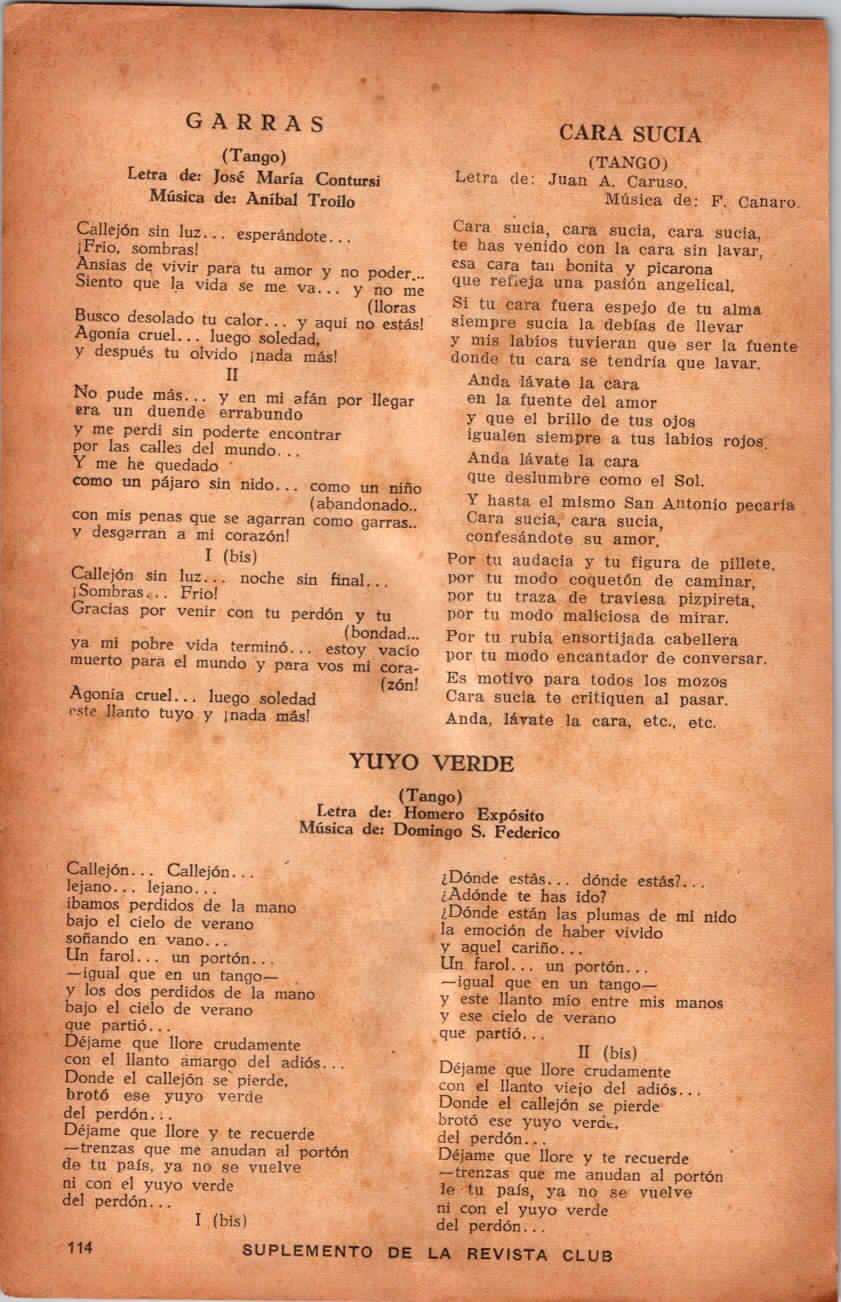 GARRAS
(Tango)
Letra de: José María Contursi
Música de: Aníbal Troilo
Callejón sin luz... esperándote...
¡Frio, sombras!
Ansias de vivir para tu amor y no poder...
Siento que la vida se me va... y no me
(lloras
Busco desolado tu calor... y aquí no estás!
Agonía cruel... luego soledad,
y después tu olvido ¡nada más!
II
No pude más... y en mi afán por llegar
era un duende errabundo
y me perdi sin poderte encontrar
por las calles del mundo...
Y me he quedado
como un pájaro sin nido... como un niño
(abandonado..
con mis penas que se agarran como garras..
y desgarran a mi corazón!
I (bis)
Callejón sin luz... noche sin final...
¡Sombras... Frio!
Gracias por venir con tu perdón y tu
(bondad...
ya mi pobre vida terminó... estoy vacío
muerto para el mundo y para vos mi cora-
(zón!
Agonía cruel... luego soledad
este llanto tuyo y ¡nada más!
CARA SUCIA
(TANGO)
Letra de: Juan A. Caruso.
Música de: F. Canaro.
Cara sucia, cara sucia, cara sucia,
te has venido con la cara sin lavar,
esa cara tan bonita y picarona
que refleja una pasión angelical.
Si tu cara fuera espejo de tu alma
siempre sucia la debías de llevar
y mis labios tuvieran que ser la fuente
donde tu cara se tendría que lavar.
Anda lávate la cara
en la fuente del amor
y que el brillo de tus ojos
igualen siempre a tus labios rojos.
Anda lávate la cara
que deslumbre como el Sol.
Y hasta el mismo San Antonio pecaría
Cara sucia, cara sucia,
confesándote su amor.
Por tu audacia y tu figura de pillete,
por tu modo coquetón de caminar,
por tu traza de traviesa pizpireta,
por tu modo maliciosa de mirar.
Por tu rubia ensortijada cabellera
por tu modo encantador de conversar.
Es motivo para todos los mozos
Cara sucia te critiquen al pasar.
Anda, lávate la cara, etc., etc.
YUYO VERDE
(Tango)
Letra de: Homero Expósito
Música de: Domingo S. Federico
Callejón... Callejón...
lejano... lejano...
ibamos perdidos de la mano
bajo el cielo de verano
soñando en vano...
Un farol... un portón...
—igual que en un tango—
y los dos perdidos de la mano
bajo el cielo de verano
que partió...
Déjame que llore crudamente
con el llanto amargo del adiós...
Donde el callejón se pierde,
brotó ese yuyo verde
del perdón...
Déjame que llore y te recuerde
—trenzas que me anudan al portón
de tu país, ya no se vuelve
ni con el yuyo verde
del perdón...
I (bis)
¿Dónde estás... dónde estás?...
¿Adónde te has ido?
¿Dónde están las plumas de mi nido
la emoción de haber vivido
y aquel cariño...
Un farol... un portón...
—igual que en un tango—
y este llanto mío entre mis manos
y ese cielo de verano
que partió...
II (bis)
Déjame que llore crudamente
con el llanto viejo del adiós...
Donde el callejón se pierde
brotó ese yuyo verde,
del perdón...
Déjame que llore y te recuerde
—trenzas que me anudan al portón
le tu país, ya no se vuelve
ni con el yuyo verde
del perdón...
114
SUPLEMENTO DE LA REVISTA CLUB